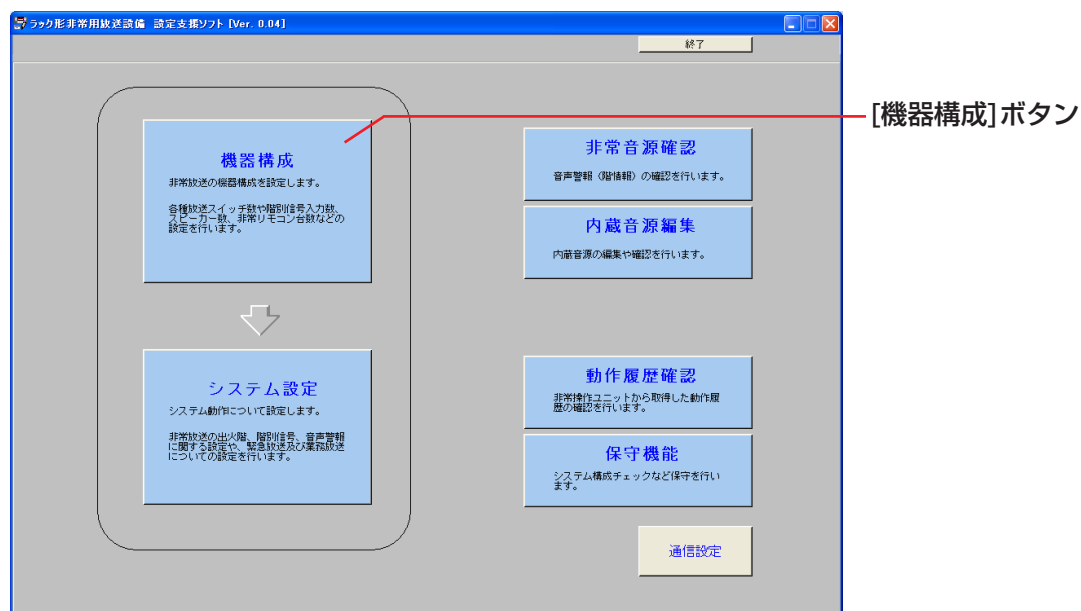 ラック形非常用放送設備 設定支援ソフト [Ver. 0.04]
終了
[機器構成]ボタン
機器構成
非常放送の機器構成を設定します。
各種放送スイッチ数や階別信号入力数、
スピーカー数、非常リモコン台数などの
設定を行います。
システム設定
システム動作について設定します。
非常放送の出火階、階別信号、音声警報
に関する設定や、緊急放送及び業務放送
についての設定を行います。
非常音源確認
音声警報（階情報）の確認を行います。
内蔵音源編集
内蔵音源の編集や確認を行います。
動作履歴確認
非常操作ユニットから取得した動作履
歴の確認を行います。
保守機能
システム構成チェックなど保守を行い
ます。
通信設定